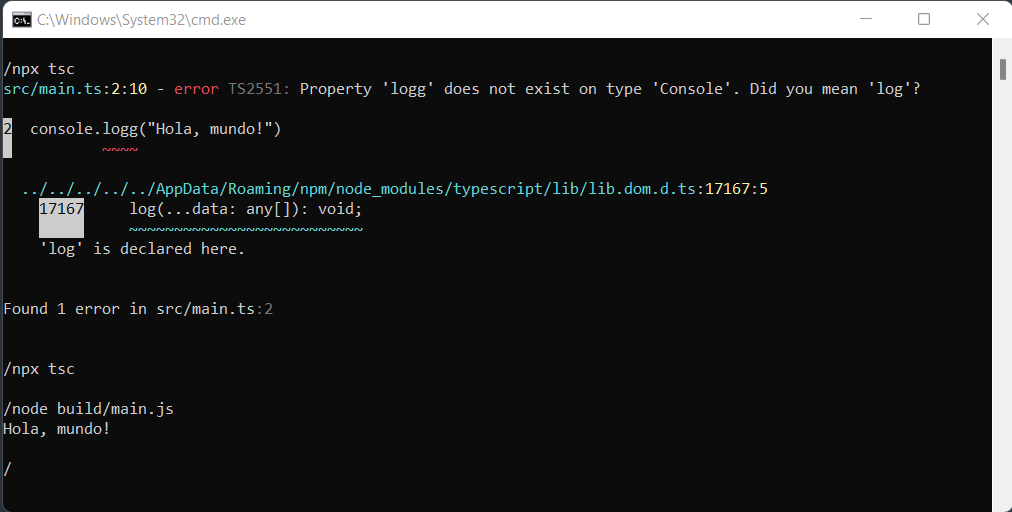 C:\Windows\System32\cmd.exe
/npx tsc
src/main.ts:2:10 - error TS2551: Property 'logg' does not exist on type 'Console'. Did you mean 'log'?
2  console.logg("Hola, mundo!")
~~~~
../../../../../AppData/Roaming/npm/node_modules/typescript/lib/lib.dom.d.ts:17167:5
17167     log(...data: any[]): void;
~~~~~~~~~~~~~~~~~~~~~~~~~~
'log' is declared here.
Found 1 error in src/main.ts:2
/npx tsc
/node build/main.js
Hola, mundo!
/